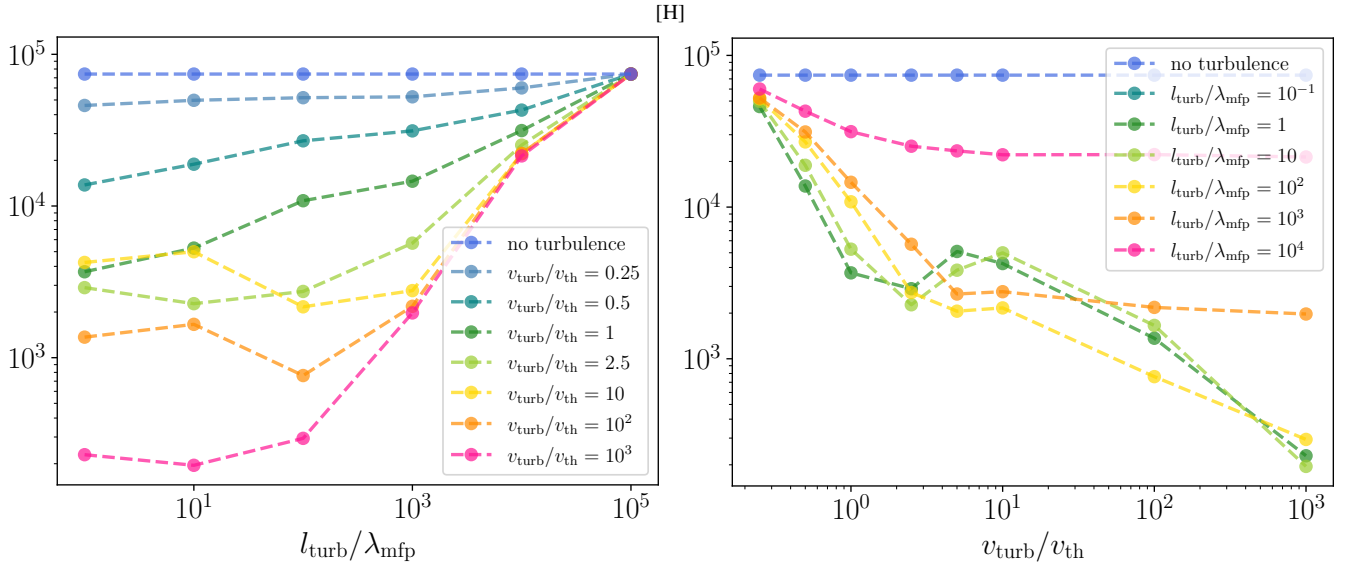 [H]
10^5
10^4
10^3
no turbulence
v_turb/v_th = 0.25
v_turb/v_th = 0.5
v_turb/v_th = 1
v_turb/v_th = 2.5
v_turb/v_th = 10
v_turb/v_th = 10^2
v_turb/v_th = 10^3
10^1
10^3
10^5
l_turb/λ_mfp
10^5
10^4
10^3
no turbulence
l_turb/λ_mfp = 10^-1
l_turb/λ_mfp = 1
l_turb/λ_mfp = 10
l_turb/λ_mfp = 10^2
l_turb/λ_mfp = 10^3
l_turb/λ_mfp = 10^4
10^0
10^1
10^2
10^3
v_turb/v_th